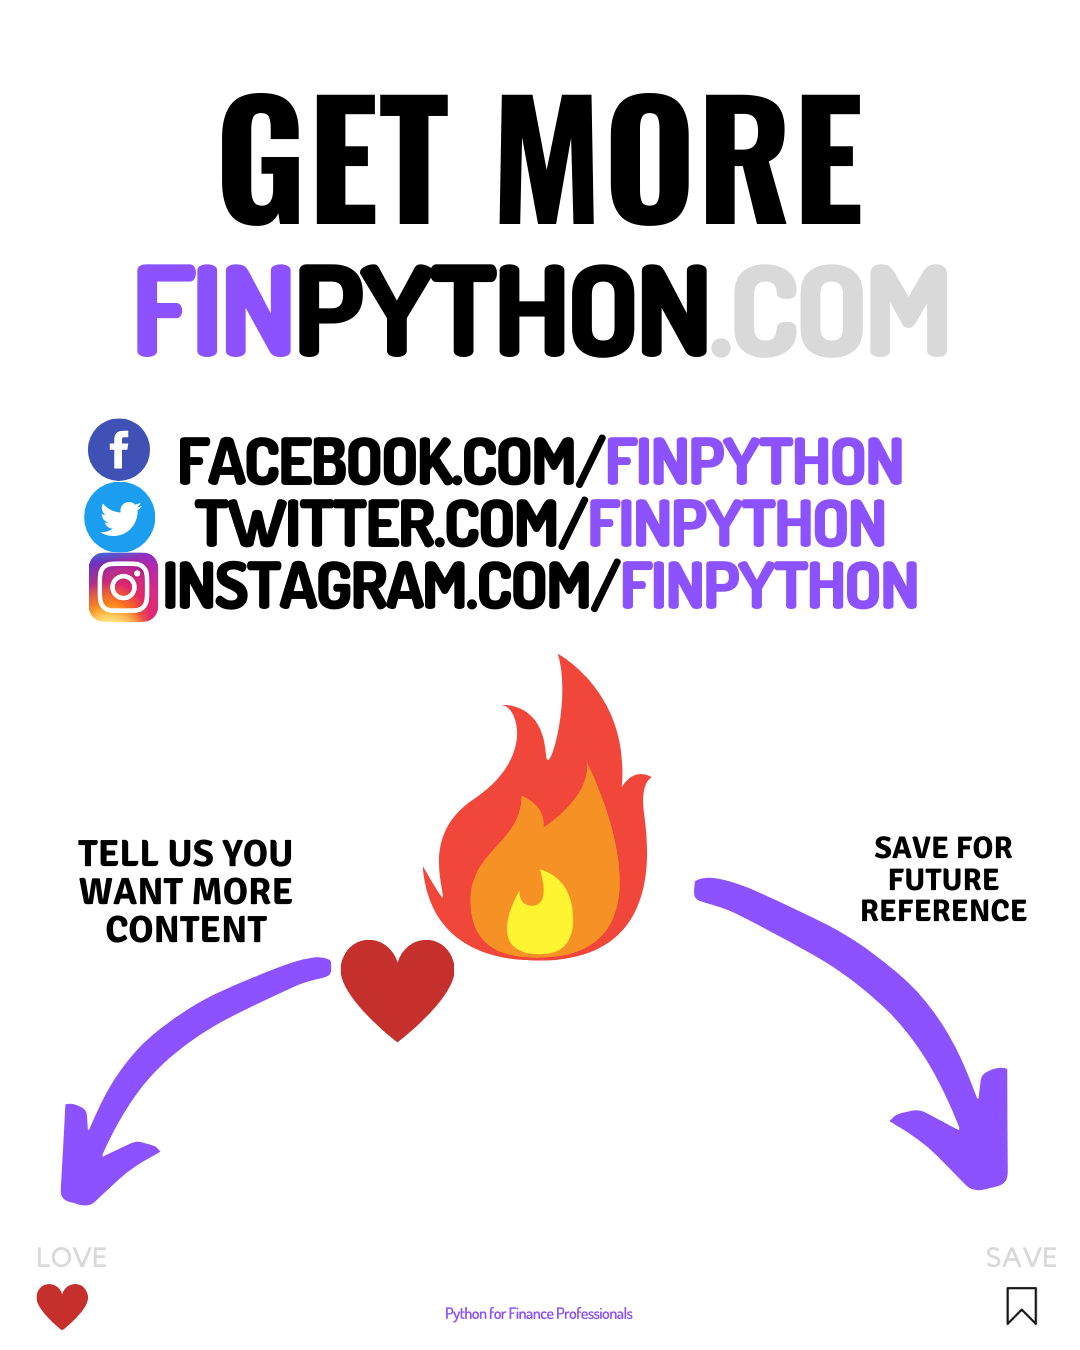 GET MORE
FINPYTHON.COM
FACEBOOK.COM/FINPYTHON
TWITTER.COM/FINPYTHON
INSTAGRAM.COM/FINPYTHON
TELL US YOU
WANT MORE
CONTENT
SAVE FOR
FUTURE
REFERENCE
LOVE
SAVE
Python for Finance Professionals